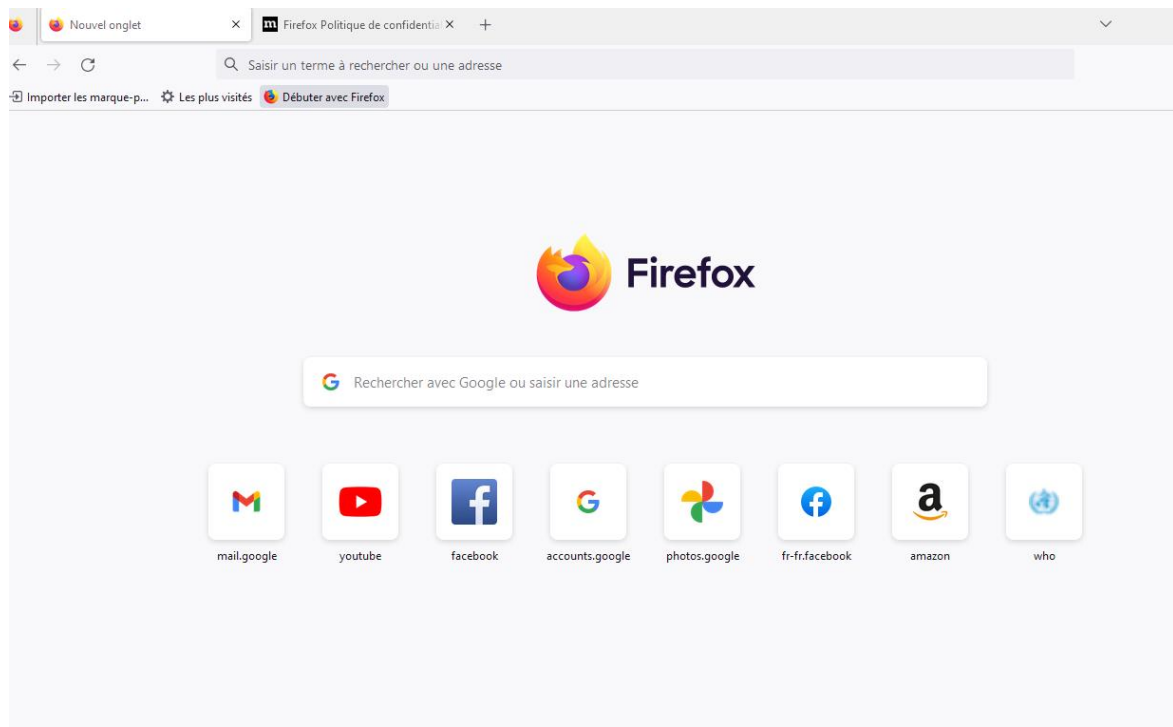 Nouvel onglet
Firefox Politique de confidential
Saisir un terme à rechercher ou une adresse
Importer les marque-p... Les plus visités Débuter avec Firefox
Firefox
Rechercher avec Google ou saisir une adresse
mail.google youtube facebook accounts.google photos.google fr-fr.facebook amazon who